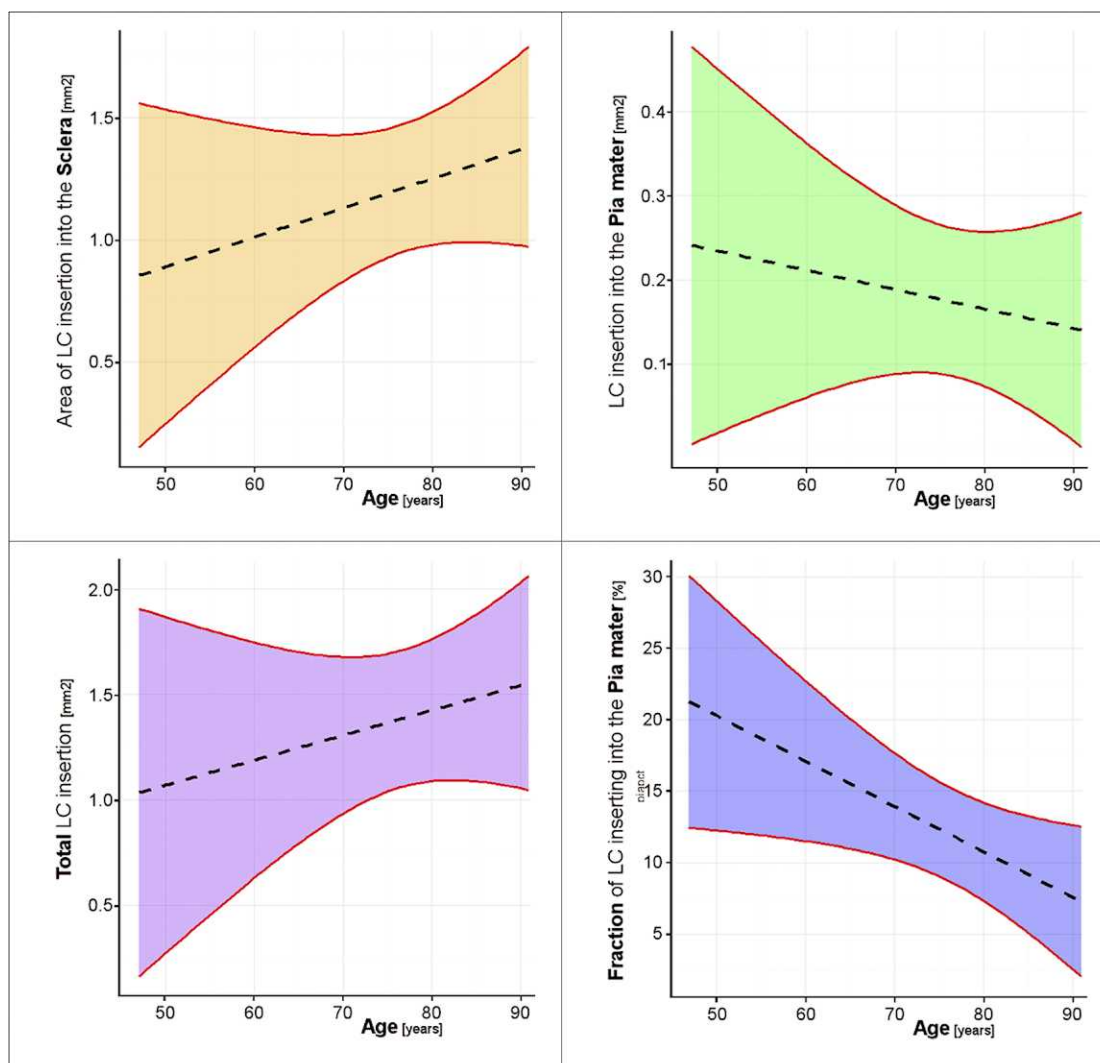 Area of LC insertion into the Sclera [mm2]
1.5
1.0
0.5
50 60 70 80 90
Age [years]
LC insertion into the Pia mater [mm2]
0.4
0.3
0.2
0.1
50 60 70 80 90
Age [years]
Total LC insertion [mm2]
2.0
1.5
1.0
0.5
50 60 70 80 90
Age [years]
Fraction of LC inserting into the Pia mater [%]
piapct
30
25
20
15
10
5
50 60 70 80 90
Age [years]